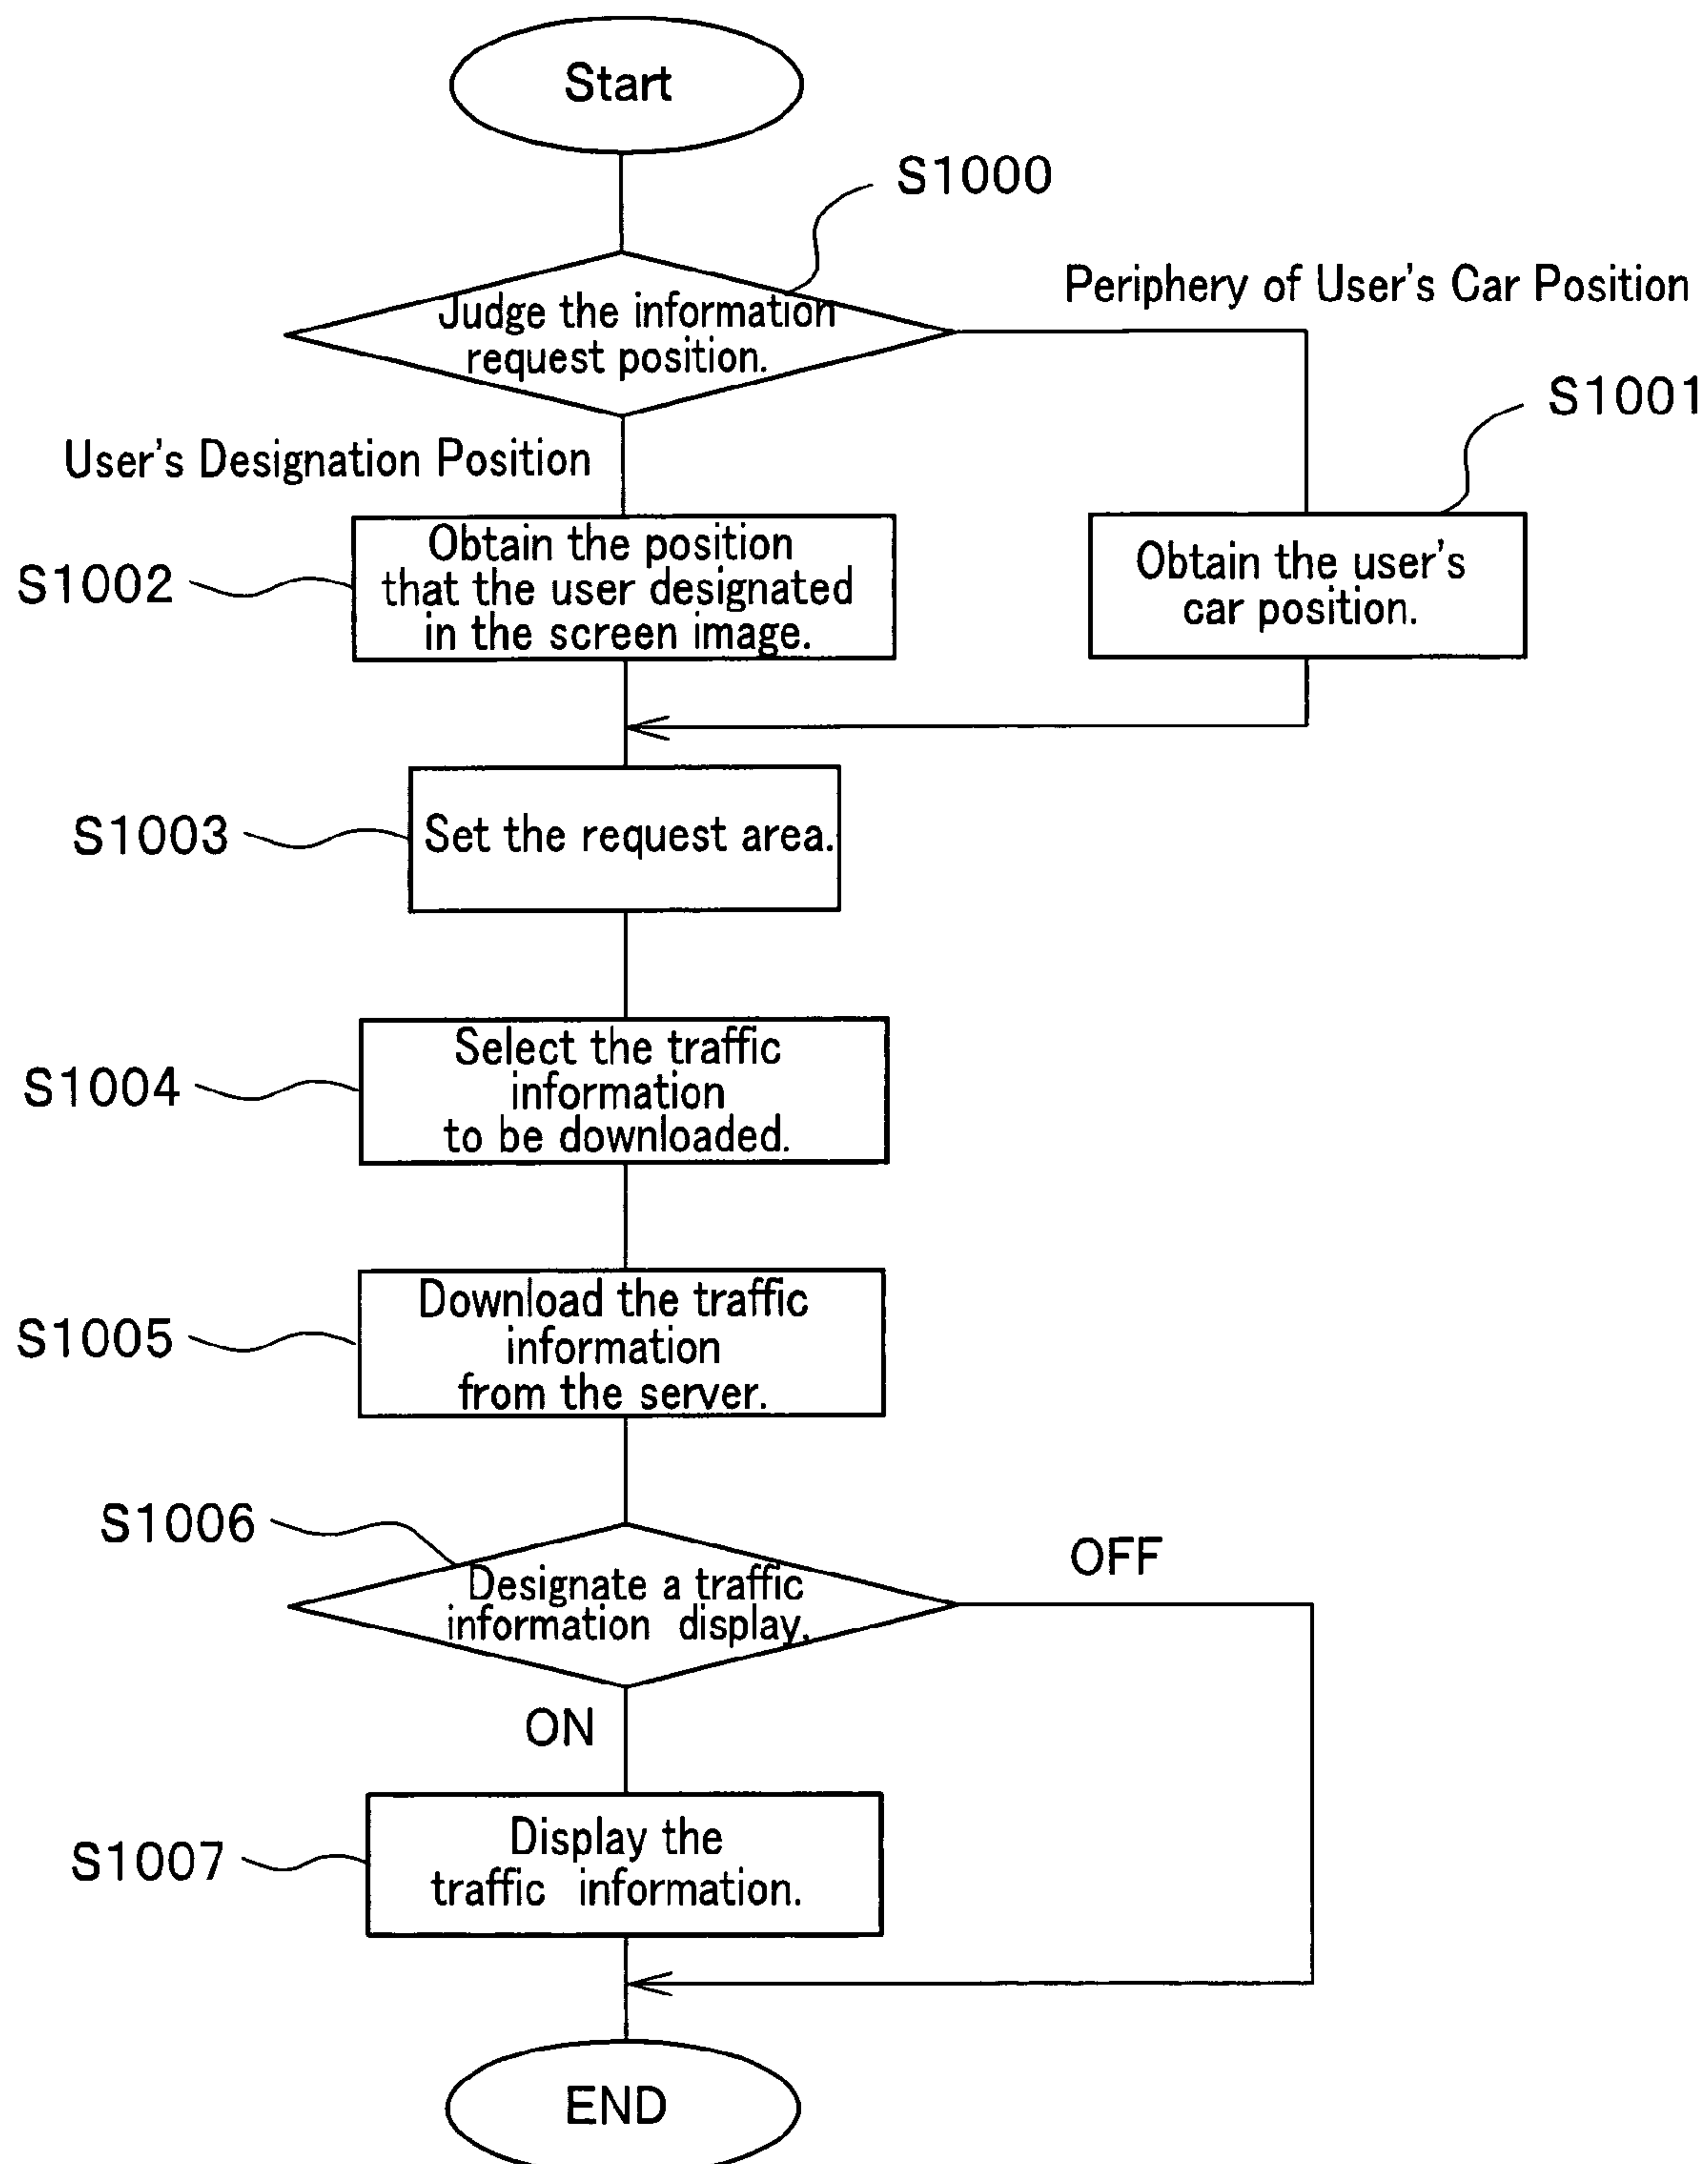 Start
S1000
Judge the information
request position.
Periphery of User's Car Position
S1001
User's Designation Position
S1002
Obtain the position
that the user designated
in the screen image.
Obtain the user's
car position.
S1003
Set the request area.
S1004
Select the traffic
information
to be downloaded.
S1005
Download the traffic
information
from the server.
S1006
Designate a traffic
information display.
OFF
ON
S1007
Display the
traffic information.
END